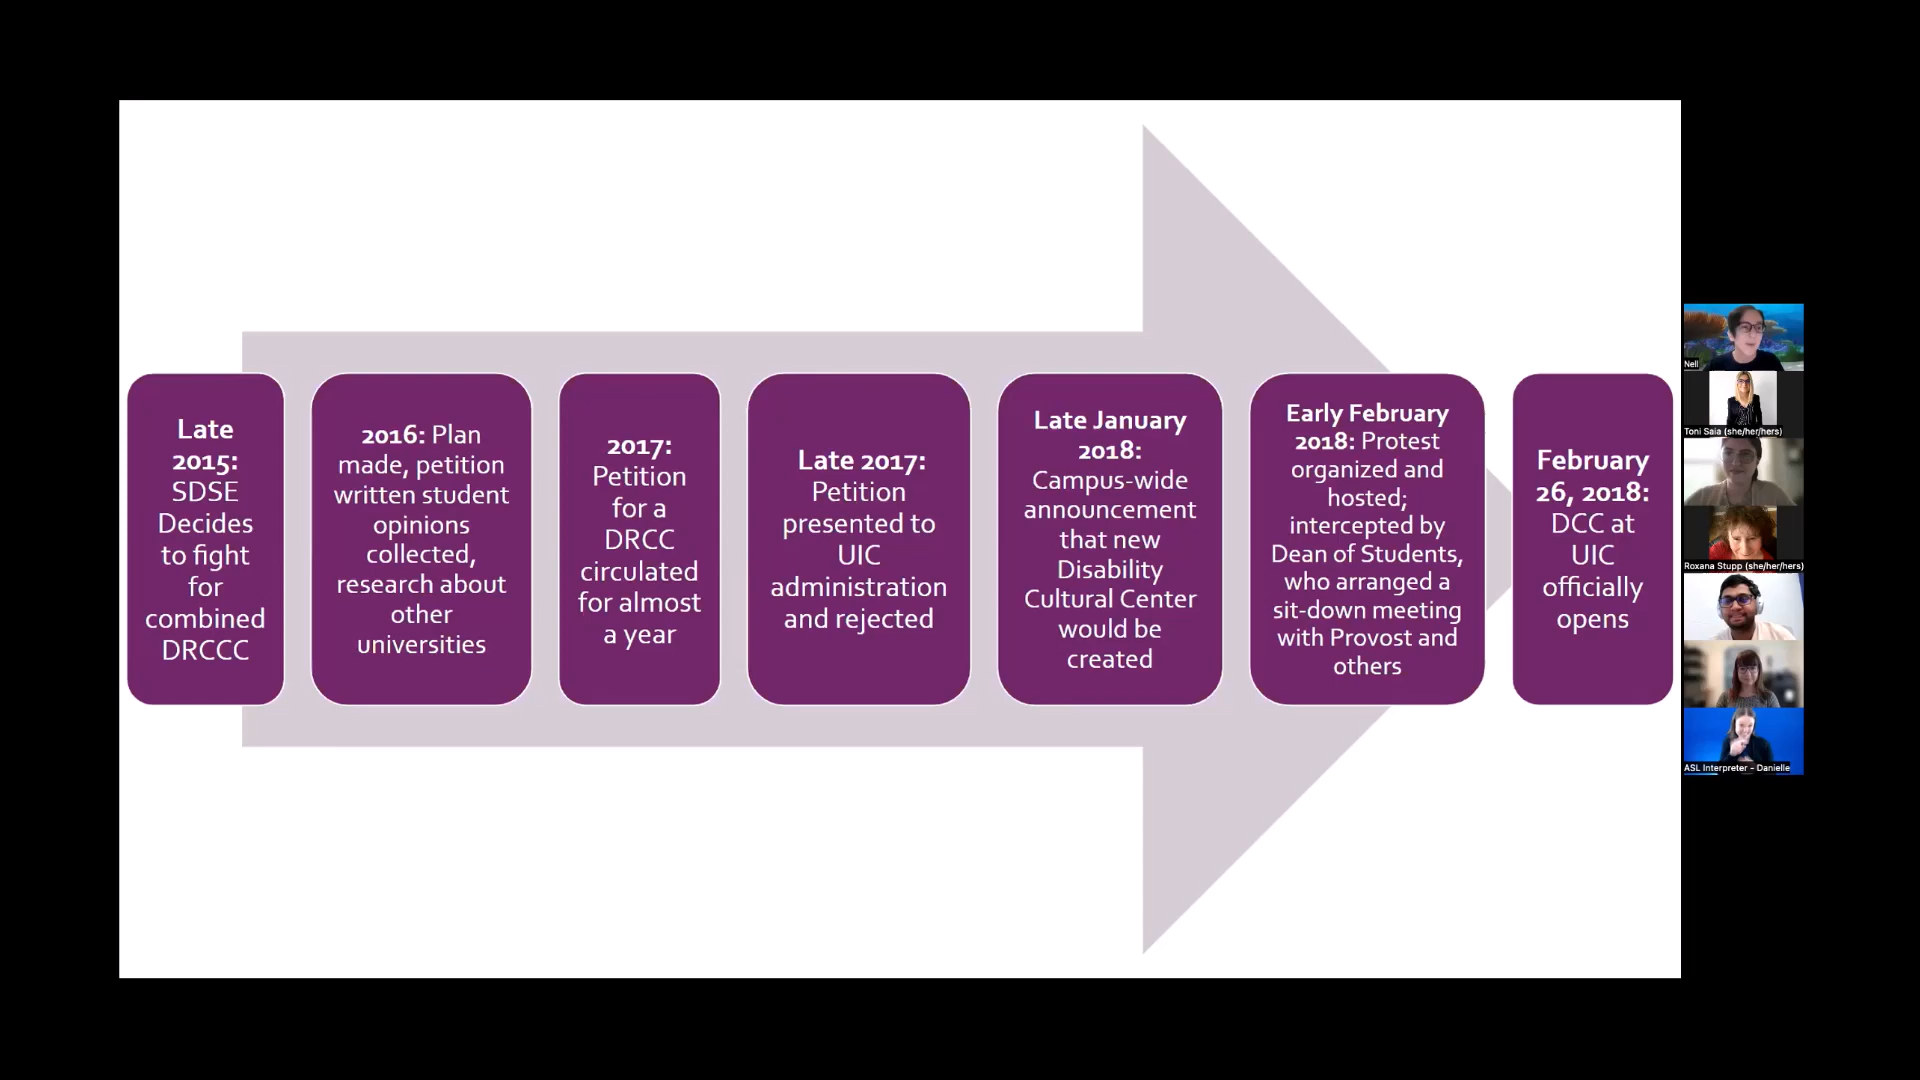 Late
2015:
SDSE
Decides
to fight
for
combined
DRCCC
2016: Plan
made, petition
written student
opinions
collected,
research about
other
universities
2017:
Petition
for a
DRCC
circulated
for almost
a year
Late 2017:
Petition
presented to
UIC
administration
and rejected
Late January
2018:
Campus-wide
announcement
that new
Disability
Cultural Center
would be
created
Early February
2018: Protest
organized and
hosted;
intercepted by
Dean of Students,
who arranged a
sit-down meeting
with Provost and
others
February
26, 2018:
DCC at
UIC
officially
opens
Nell
Toni Saia (she/her/hers)
Roxana Stupp (she/her/hers)
ASL Interpreter - Danielle